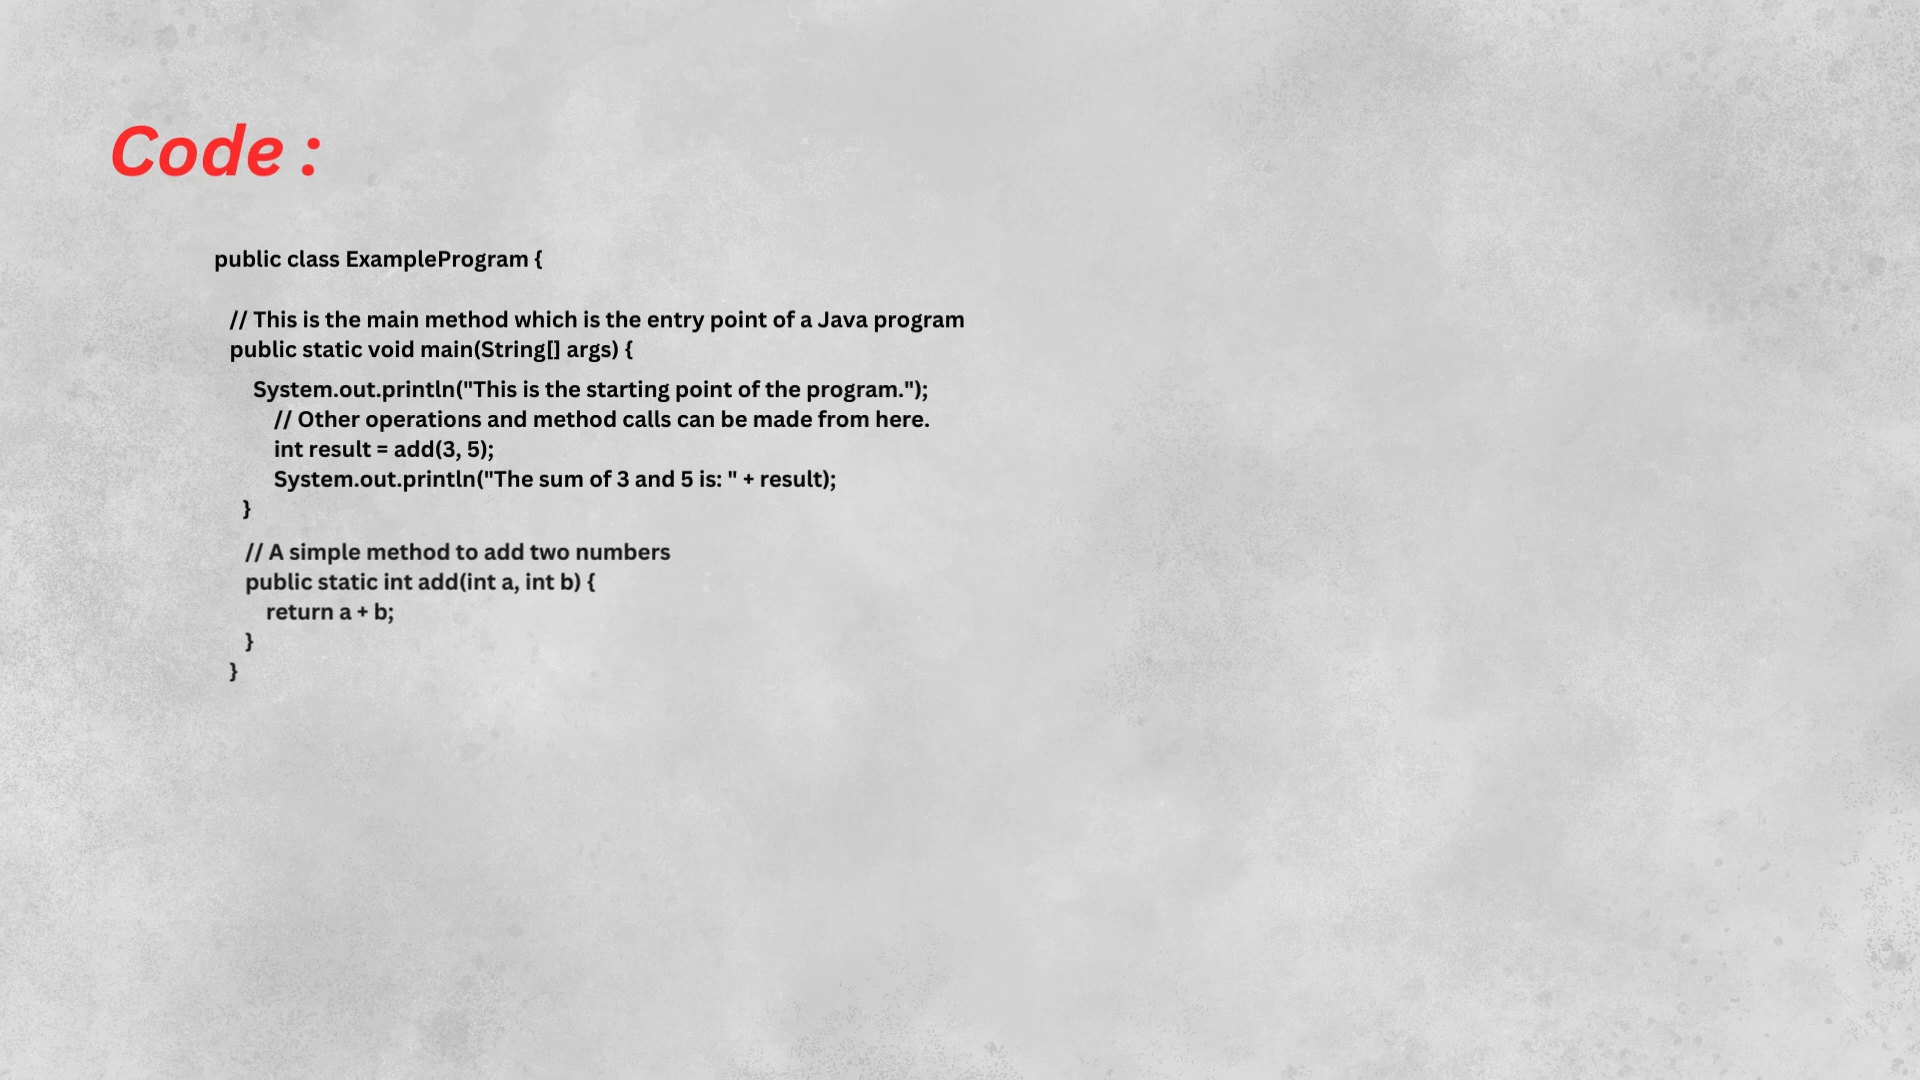 Code :
public class ExampleProgram {
// This is the main method which is the entry point of a Java program
public static void main(String[] args) {
System.out.println("This is the starting point of the program.");
// Other operations and method calls can be made from here.
int result = add(3, 5);
System.out.println("The sum of 3 and 5 is: " + result);
}
// A simple method to add two numbers
public static int add(int a, int b) {
return a + b;
}
}